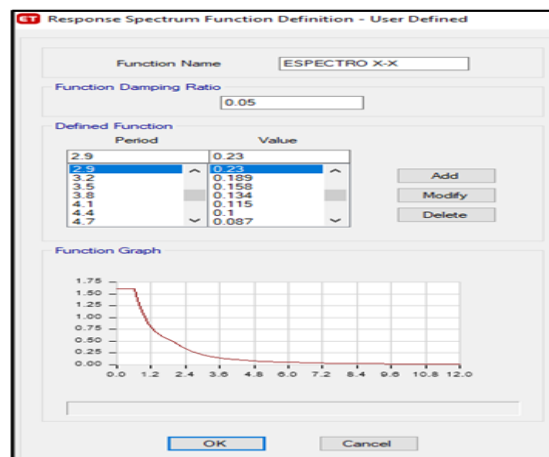 ET Response Spectrum Function Definition - User Defined
Function Name ESPECTRO X-X
Function Damping Ratio
0.05
Defined Function
Period Value
2.9 0.23
2.9 0.23
3.2 0.189
3.5 0.158
3.8 0.134
4.1 0.115
4.4 0.1
4.7 0.087
Add
Modify
Delete
Function Graph
1.75
1.50
1.25
1.00
0.75
0.50
0.25
0.00
0.0 1.2 2.4 3.6 4.8 6.0 7.2 8.4 9.6 10.8 12.0
OK Cancel